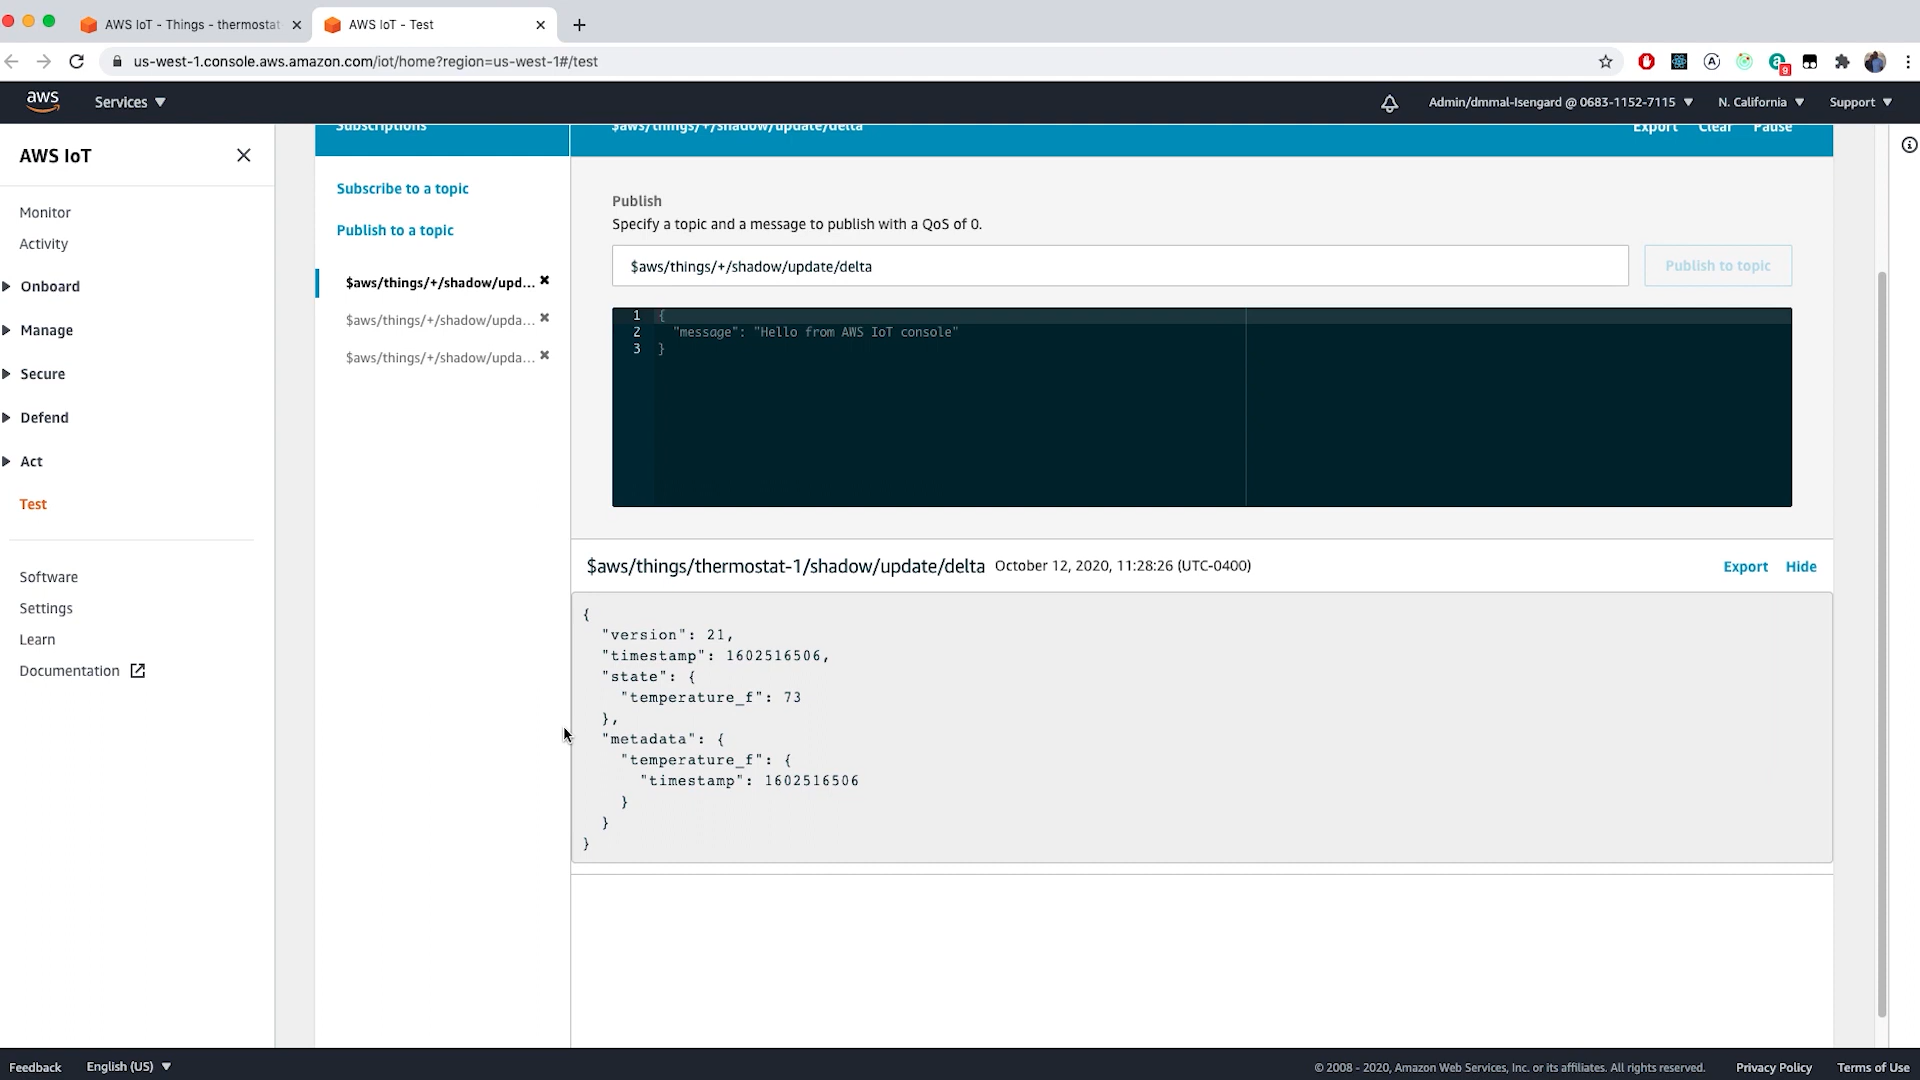 AWS IoT - Things - thermostat
AWS IoT - Test
us-west-1.console.aws.amazon.com/iot/home?region=us-west-1#/test
9
aws
Services
Admin/dmmal-Isengard @ 0683-1152-7115
N. California
Support
AWS IoT
Monitor
Activity
Onboard
Manage
Secure
Defend
Act
Test
Software
Settings
Learn
Documentation
Subscriptions
Subscribe to a topic
Publish to a topic
$aws/things/+/shadow/upd...
$aws/things/+/shadow/upda...
$aws/things/+/shadow/upda...
$aws/things/+/shadow/update/delta
Export Clear Pause
Publish
Specify a topic and a message to publish with a QoS of 0.
$aws/things/+/shadow/update/delta
Publish to topic
1 {
2 "message": "Hello from AWS IoT console"
3 }
$aws/things/thermostat-1/shadow/update/delta October 12, 2020, 11:28:26 (UTC-0400)
Export Hide
{
"version": 21,
"timestamp": 1602516506,
"state": {
"temperature_f": 73
},
"metadata": {
"temperature_f": {
"timestamp": 1602516506
}
}
}
Feedback
English (US)
© 2008 - 2020, Amazon Web Services, Inc. or its affiliates. All rights reserved.
Privacy Policy
Terms of Use